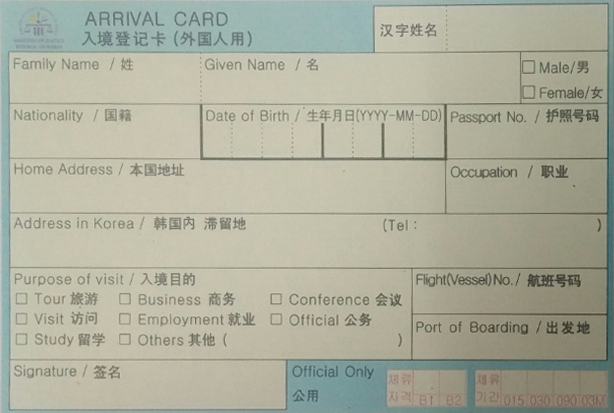 MINISTRY OF JUSTICE
REPUBLIC OF KOREA
ARRIVAL CARD
入境登记卡 (外国人用)
汉字姓名
Family Name / 姓
Given Name / 名
□ Male/男
□ Female/女
Nationality / 国籍
Date of Birth / 生年月日(YYYY-MM-DD)
Passport No. / 护照号码
Home Address / 本国地址
Occupation / 职业
Address in Korea / 韩国内 滞留地
(Tel : )
Purpose of visit / 入境目的
□ Tour 旅游 □ Business 商务 □ Conference 会议
□ Visit 访问 □ Employment 就业 □ Official 公务
□ Study 留学 □ Others 其他 ( )
Flight(Vessel)No. / 航班号码
Port of Boarding / 出发地
Signature / 签名
Official Only
公用
체류
자격 B1 B2
체류
기간 015 030 090 03M